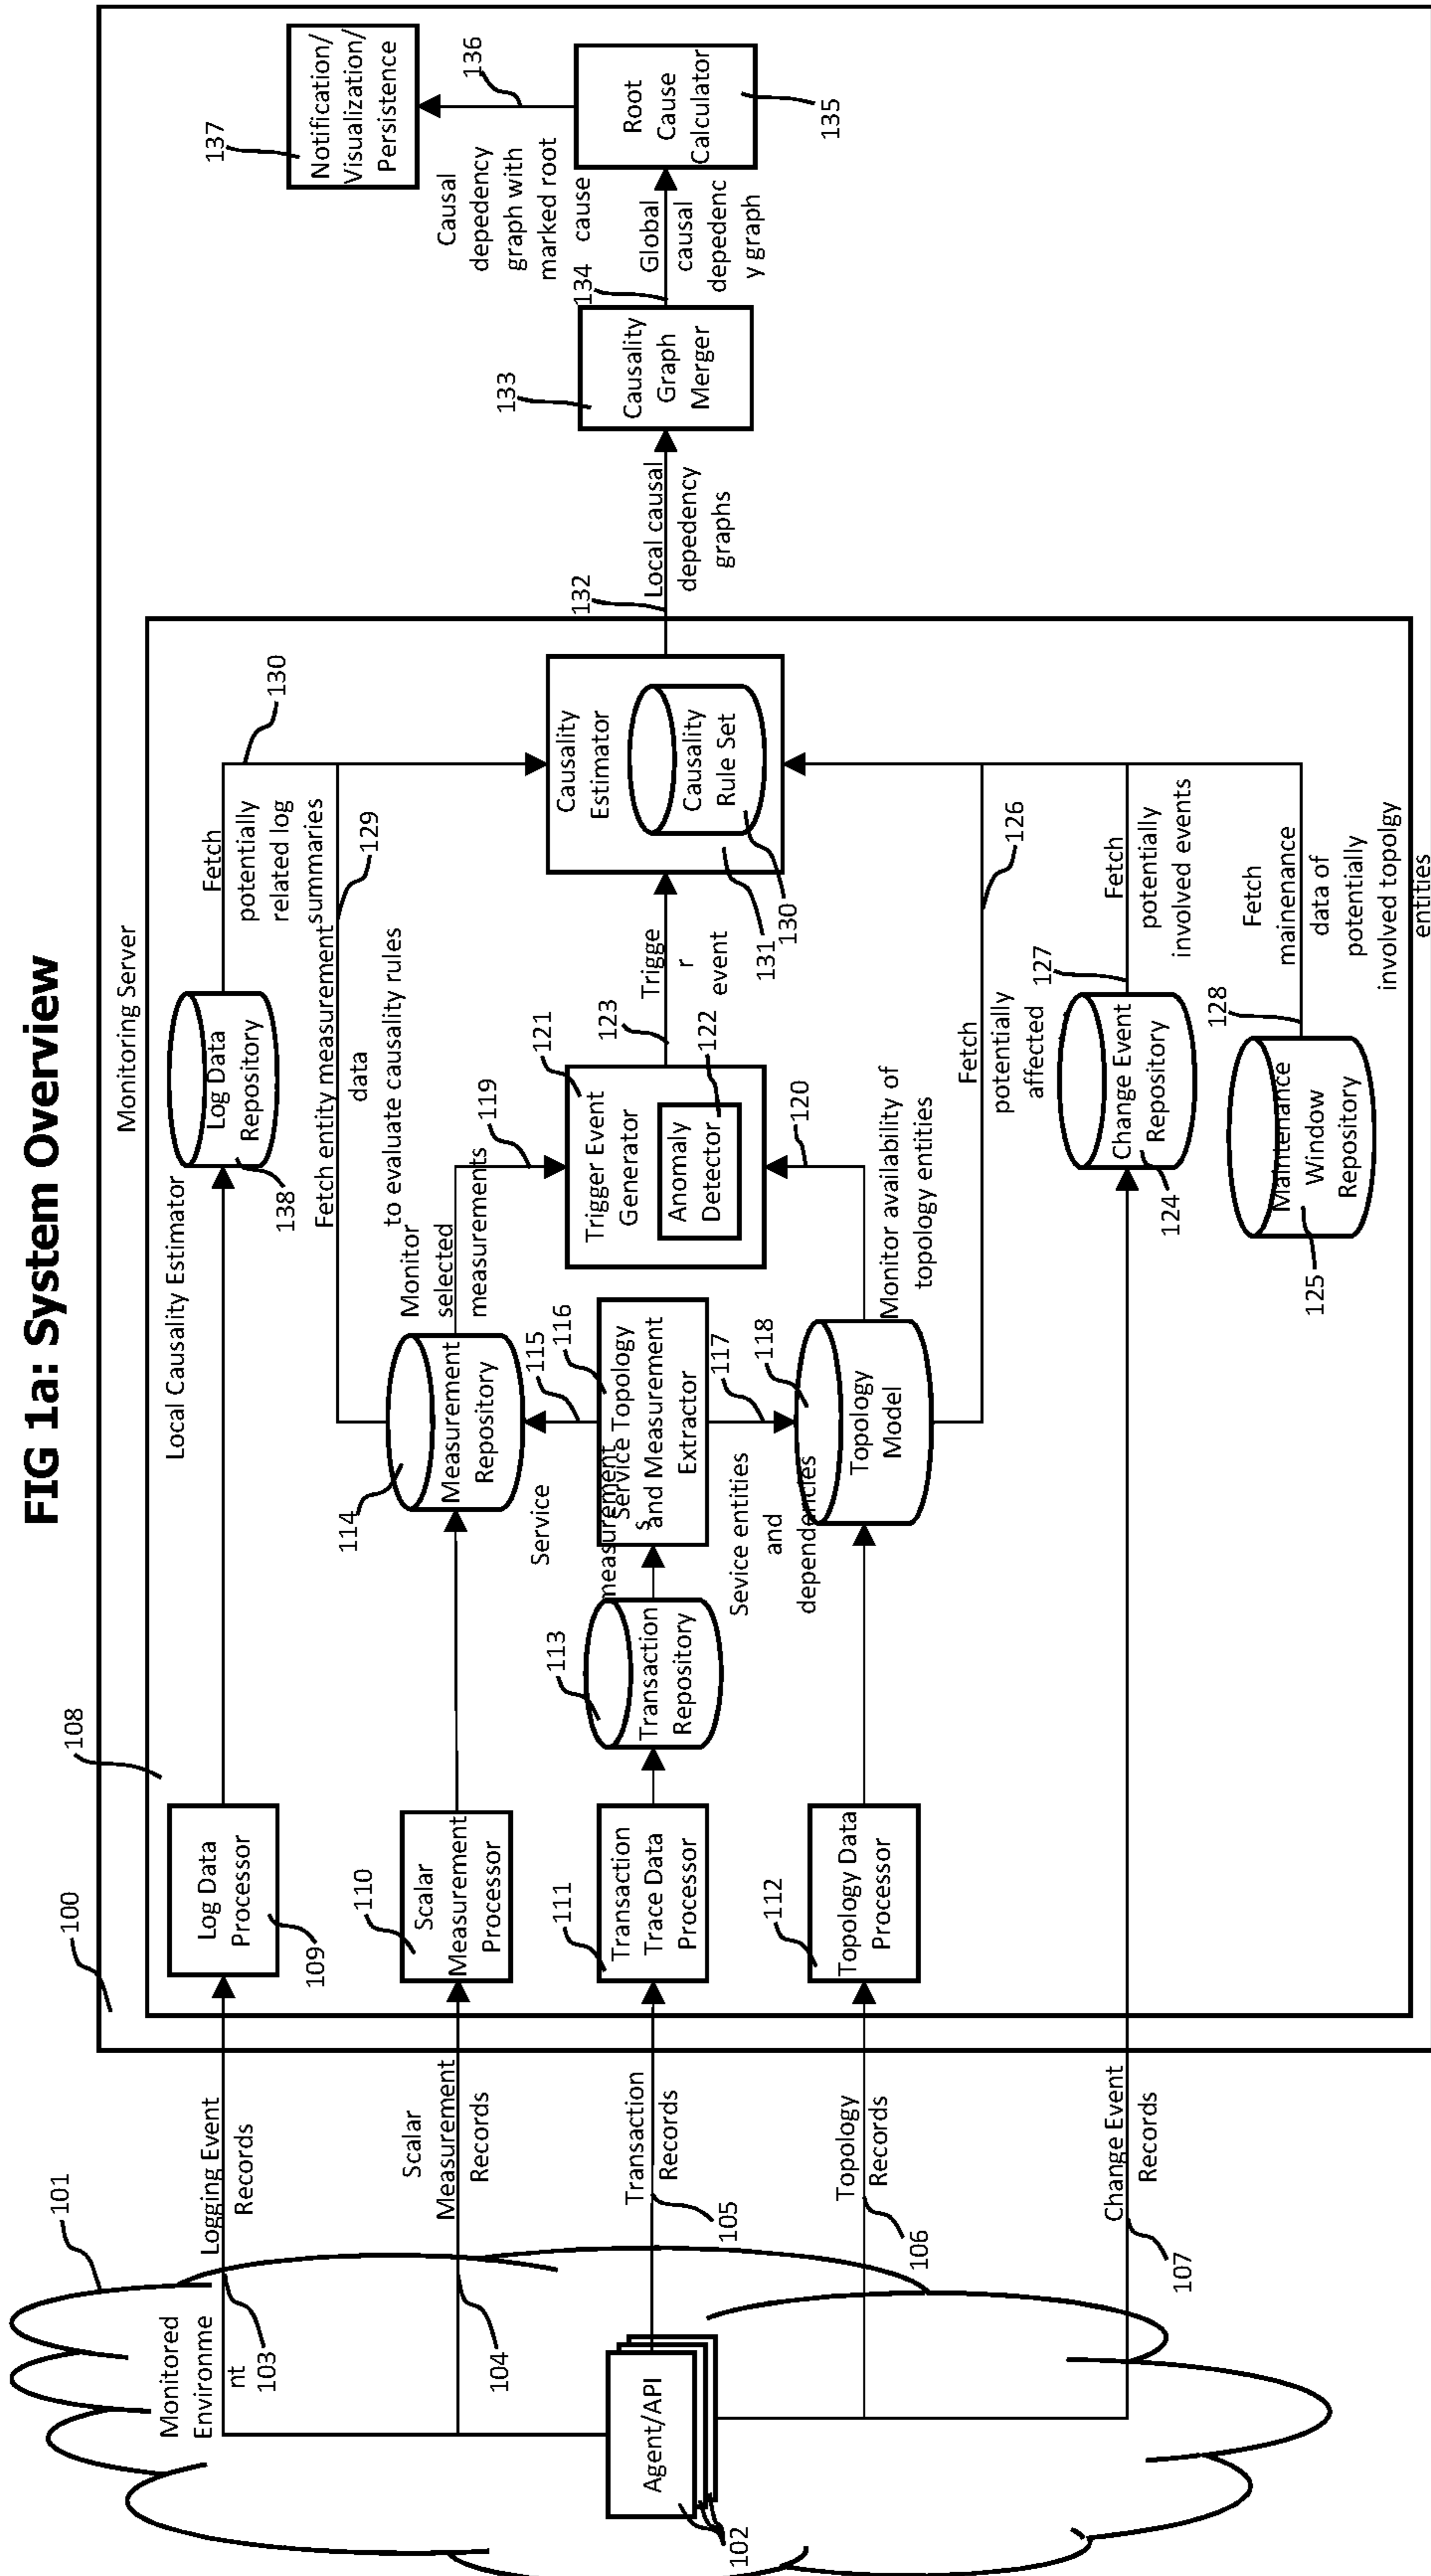 FIG 1a: System Overview
101
Monitored
Environme
nt
102
Agent/API
103
Logging Event
Records
104
Scalar
Measurement
Records
105
Transaction
Records
106
Topology
Records
107
Change Event
Records
100
Monitoring Server
108
Local Causality Estimator
109
Log Data
Processor
110
Scalar
Measurement
Processor
111
Transaction
Trace Data
Processor
112
Topology Data
Processor
113
Transaction
Repository
114
Measurement
Repository
115
Service
measurement
s
116
Service Topology
and Measurement
Extractor
117
Sevice entities
and
dependencies
118
Topology
Model
138
Log Data
Repository
119
Monitor
selected
measurements
120
Monitor availability of
topology entities
121
Trigger Event
Generator
122
Anomaly
Detector
123
Trigge
r
event
124
Change Event
Repository
125
Maintenance
Window
Repository
126
Fetch
potentially
affected
127
Fetch
potentially
involved events
128
Fetch
mainenance
data of
potentially
involved topolgy
entities
129
Fetch entity measurement
data
to evaluate causality rules
130
Fetch
potentially
related log
summaries
131
130
Causality
Estimator
Causality
Rule Set
132
Local causal
depedency
graphs
133
Causality
Graph
Merger
134
Global
causal
depedenc
y graph
135
Root
Cause
Calculator
136
Causal
depedency
graph with
marked root
cause
137
Notification/
Visualization/
Persistence